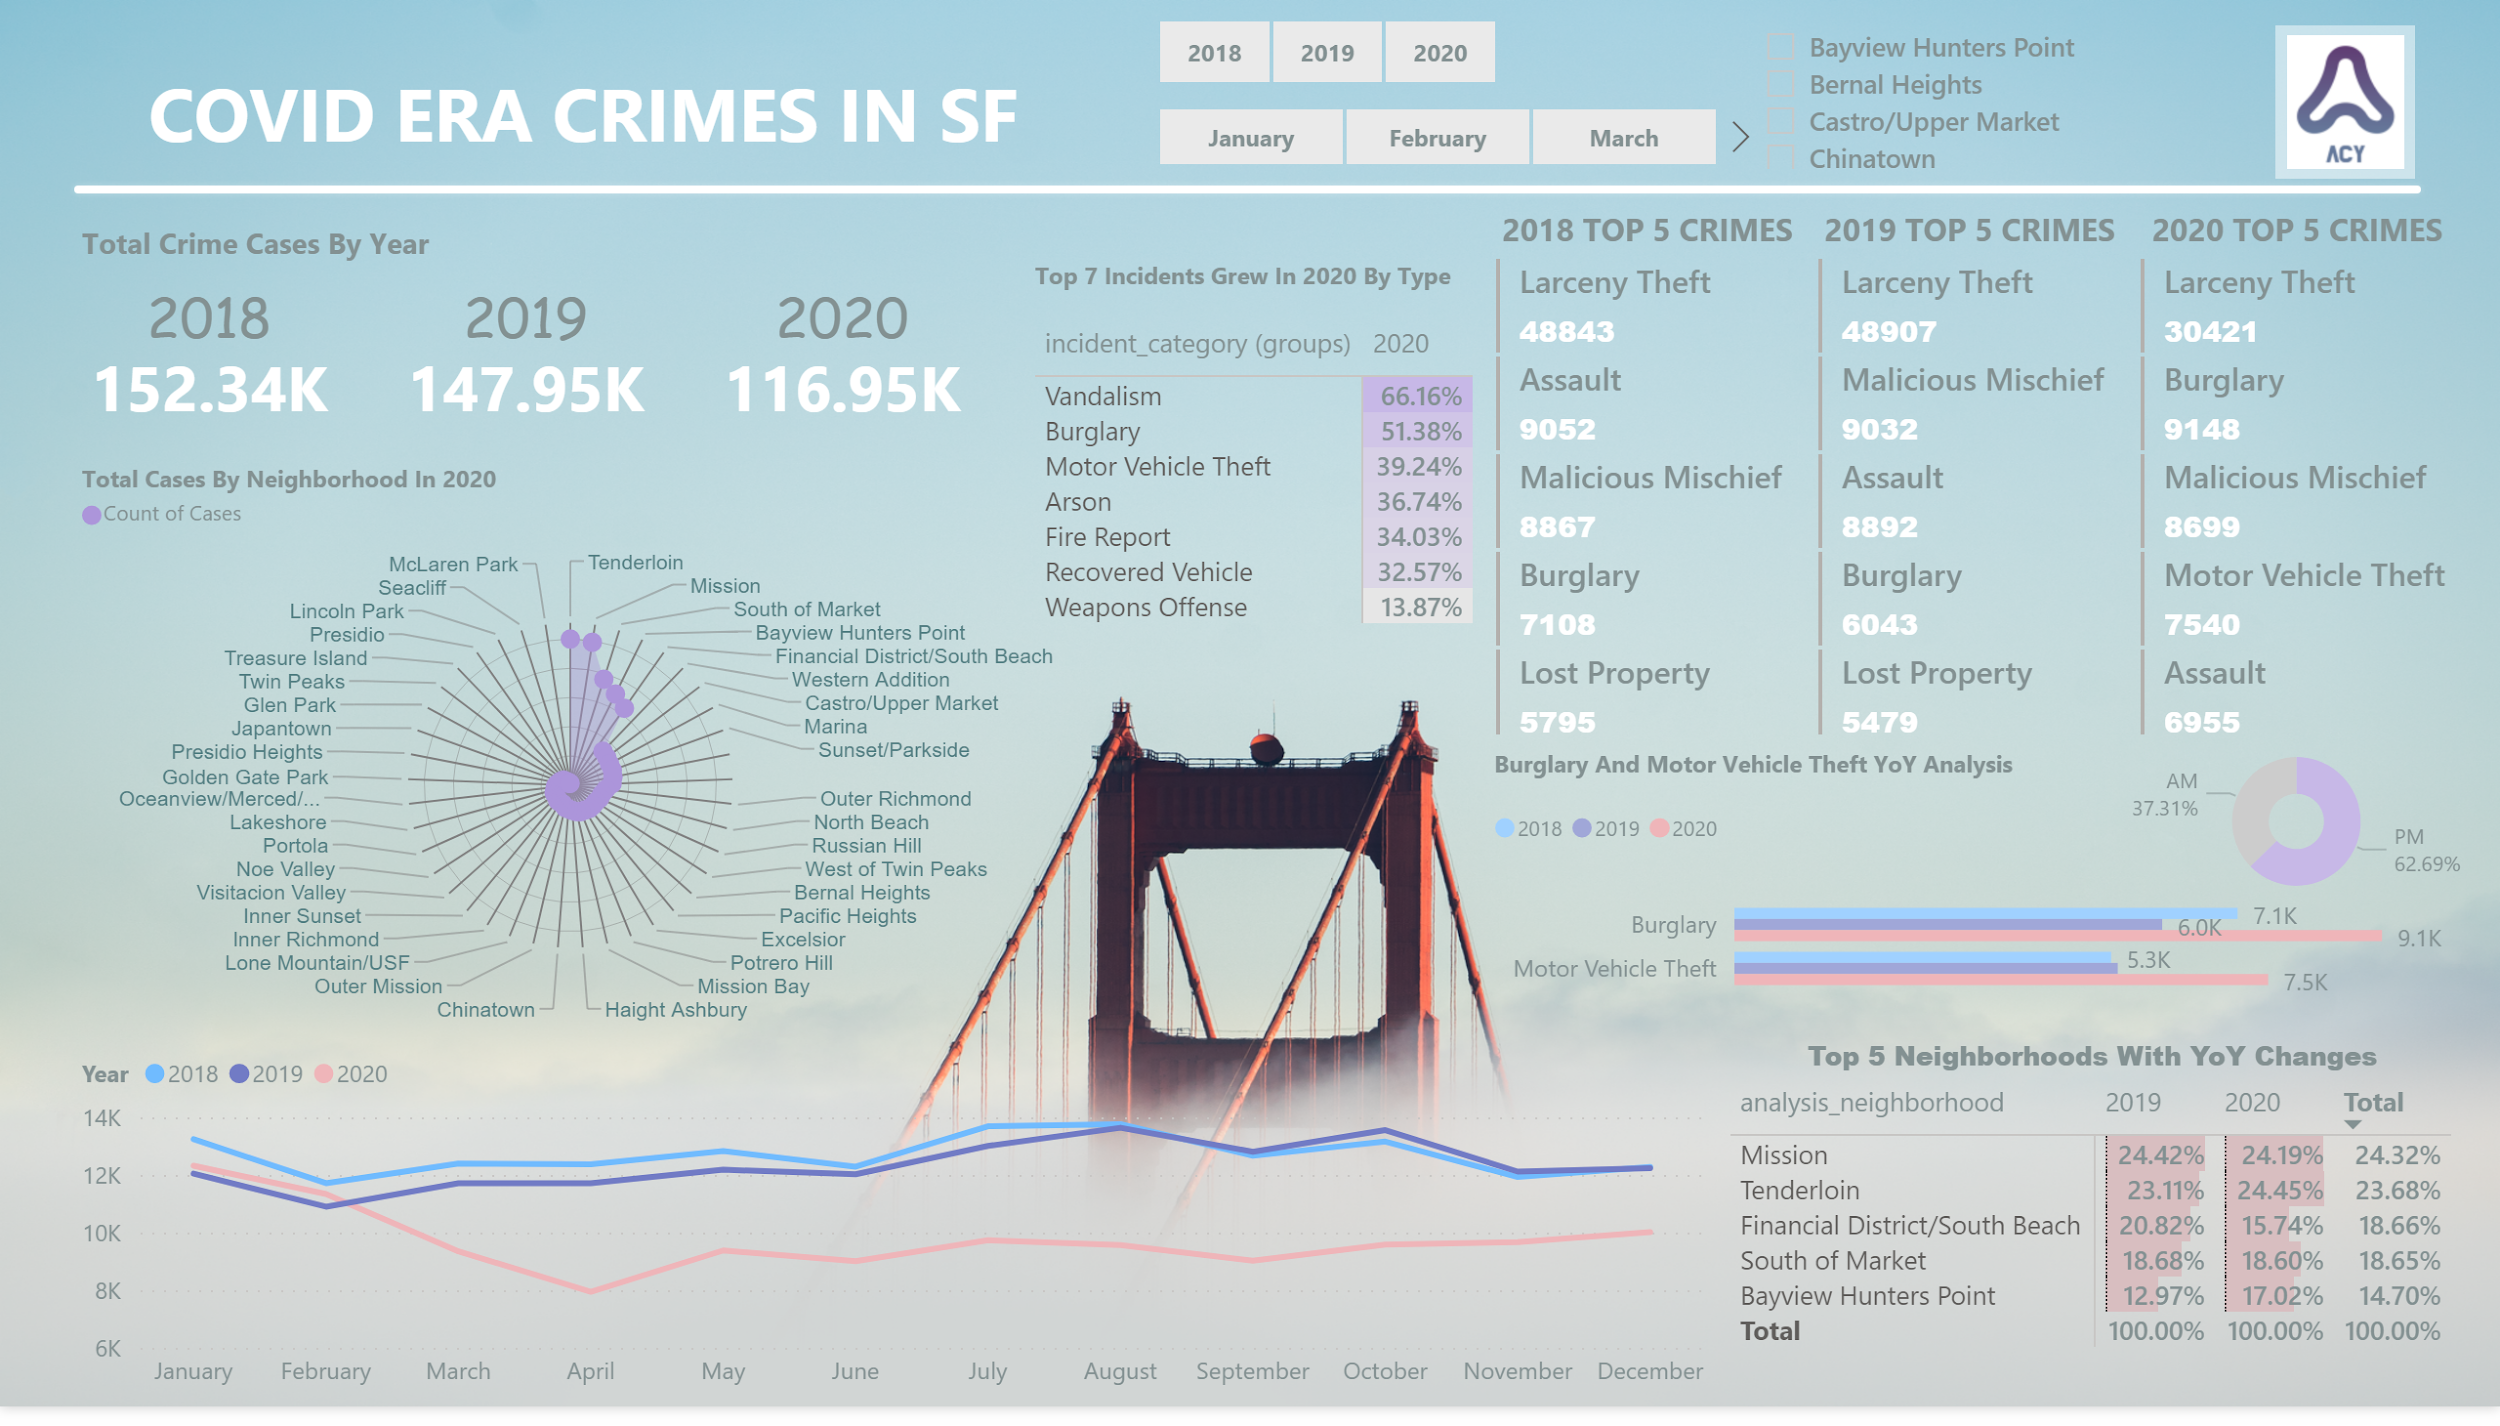 COVID ERA CRIMES IN SF
2018 2019 2020
January February March
Bayview Hunters Point
Bernal Heights
Castro/Upper Market
Chinatown
ACY
Total Crime Cases By Year
2018 2019 2020
152.34K 147.95K 116.95K
Total Cases By Neighborhood In 2020
Count of Cases
Tenderloin
Mission
South of Market
Bayview Hunters Point
Financial District/South Beach
Western Addition
Castro/Upper Market
Marina
Sunset/Parkside
Outer Richmond
North Beach
Russian Hill
West of Twin Peaks
Bernal Heights
Pacific Heights
Excelsior
Potrero Hill
Mission Bay
Haight Ashbury
Chinatown
Outer Mission
Lone Mountain/USF
Inner Richmond
Inner Sunset
Visitacion Valley
Noe Valley
Portola
Lakeshore
Oceanview/Merced/...
Golden Gate Park
Presidio Heights
Japantown
Glen Park
Twin Peaks
Treasure Island
Presidio
Lincoln Park
Seacliff
McLaren Park
Top 7 Incidents Grew In 2020 By Type
incident_category (groups) 2020
Vandalism 66.16%
Burglary 51.38%
Motor Vehicle Theft 39.24%
Arson 36.74%
Fire Report 34.03%
Recovered Vehicle 32.57%
Weapons Offense 13.87%
2018 TOP 5 CRIMES
Larceny Theft
48843
Assault
9052
Malicious Mischief
8867
Burglary
7108
Lost Property
5795
2019 TOP 5 CRIMES
Larceny Theft
48907
Malicious Mischief
9032
Assault
8892
Burglary
6043
Lost Property
5479
2020 TOP 5 CRIMES
Larceny Theft
30421
Burglary
9148
Malicious Mischief
8699
Motor Vehicle Theft
7540
Assault
6955
Burglary And Motor Vehicle Theft YoY Analysis
2018 2019 2020
AM
37.31%
PM
62.69%
Burglary 7.1K
6.0K
9.1K
Motor Vehicle Theft 5.3K
7.5K
Year 2018 2019 2020
14K
12K
10K
8K
6K
January February March April May June July August September October November December
Top 5 Neighborhoods With YoY Changes
analysis_neighborhood 2019 2020 Total
Mission 24.42% 24.19% 24.32%
Tenderloin 23.11% 24.45% 23.68%
Financial District/South Beach 20.82% 15.74% 18.66%
South of Market 18.68% 18.60% 18.65%
Bayview Hunters Point 12.97% 17.02% 14.70%
Total 100.00% 100.00% 100.00%